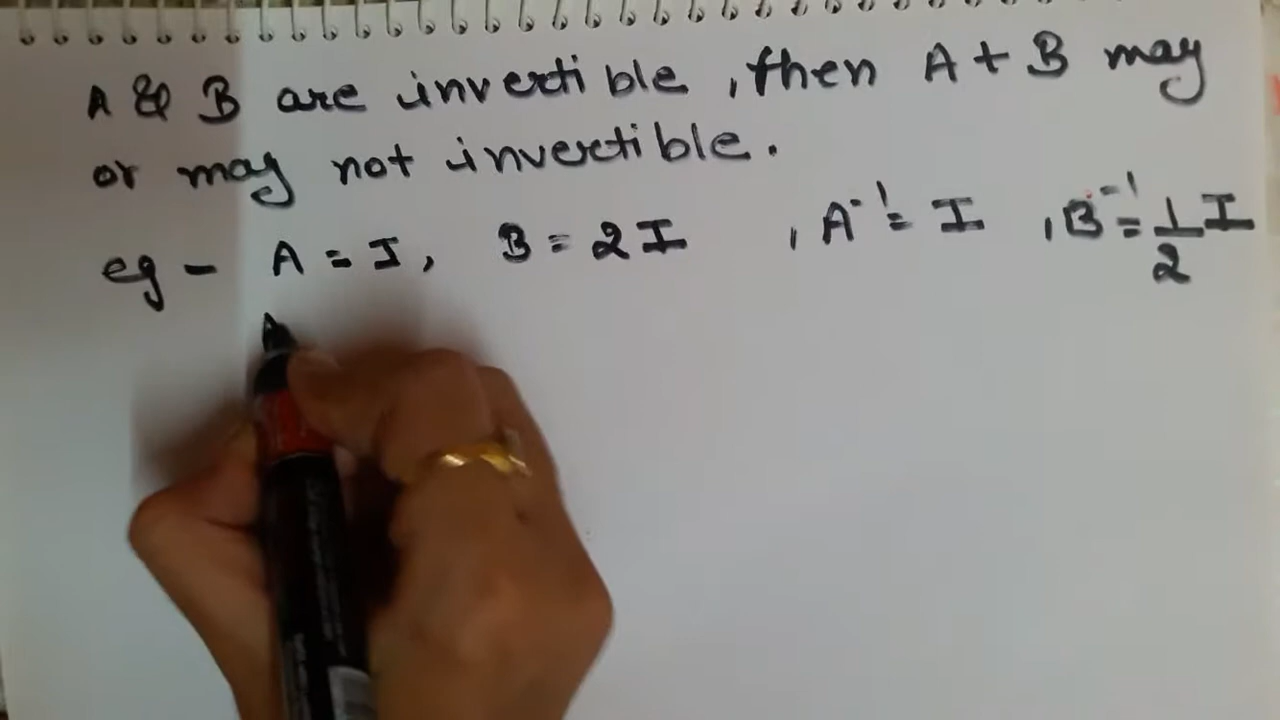 A & B are invertible, then A + B may
or may not invertible.
eg - A = I, B = 2I , A⁻¹ = I , B⁻¹ = 1/2 I